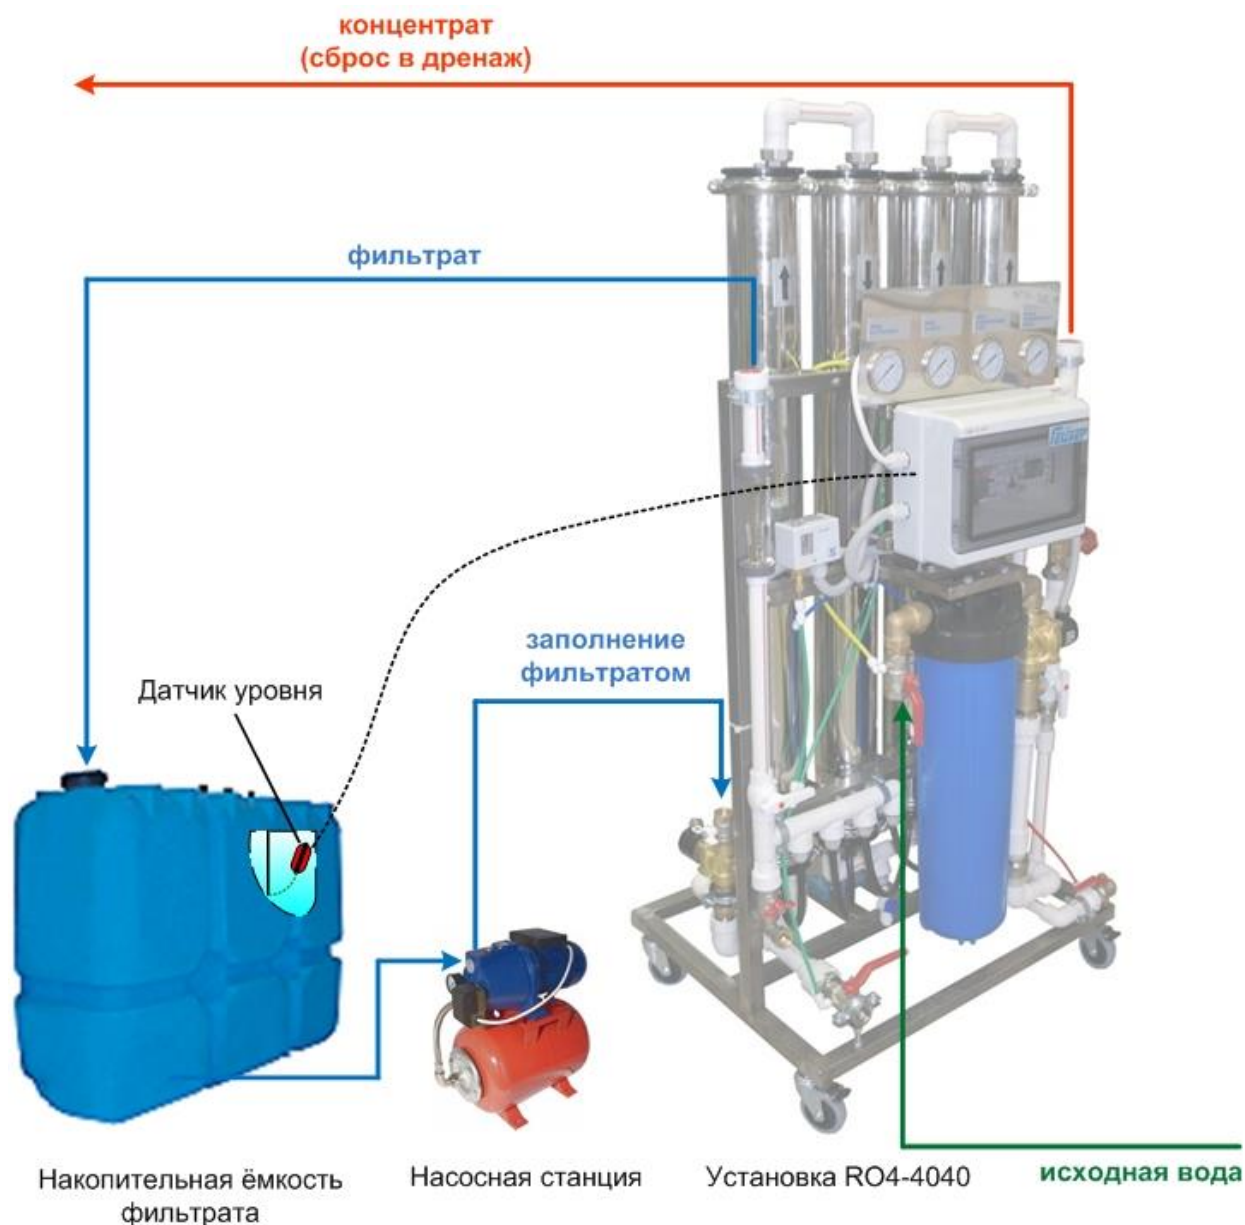 концентрат
(сброс в дренаж)
фильтрат
заполнение
фильтратом
Датчик уровня
Накопительная ёмкость
фильтрата
Насосная станция
Установка RO4-4040
исходная вода